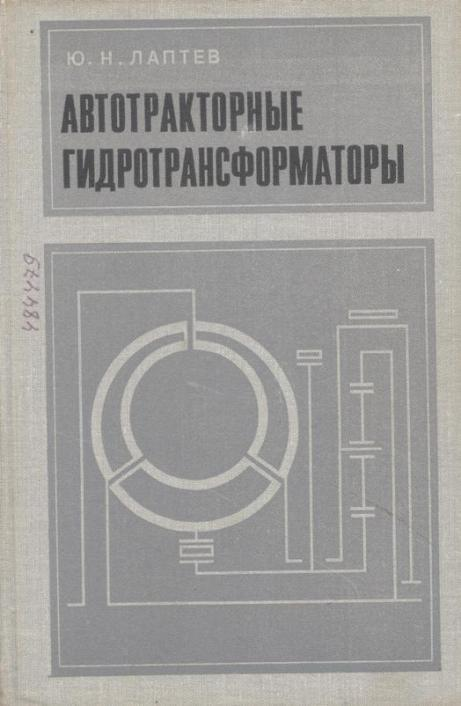 Ю. Н. ЛАПТЕВ
АВТОТРАКТОРНЫЕ
ГИДРОТРАНСФОРМАТОРЫ
484479